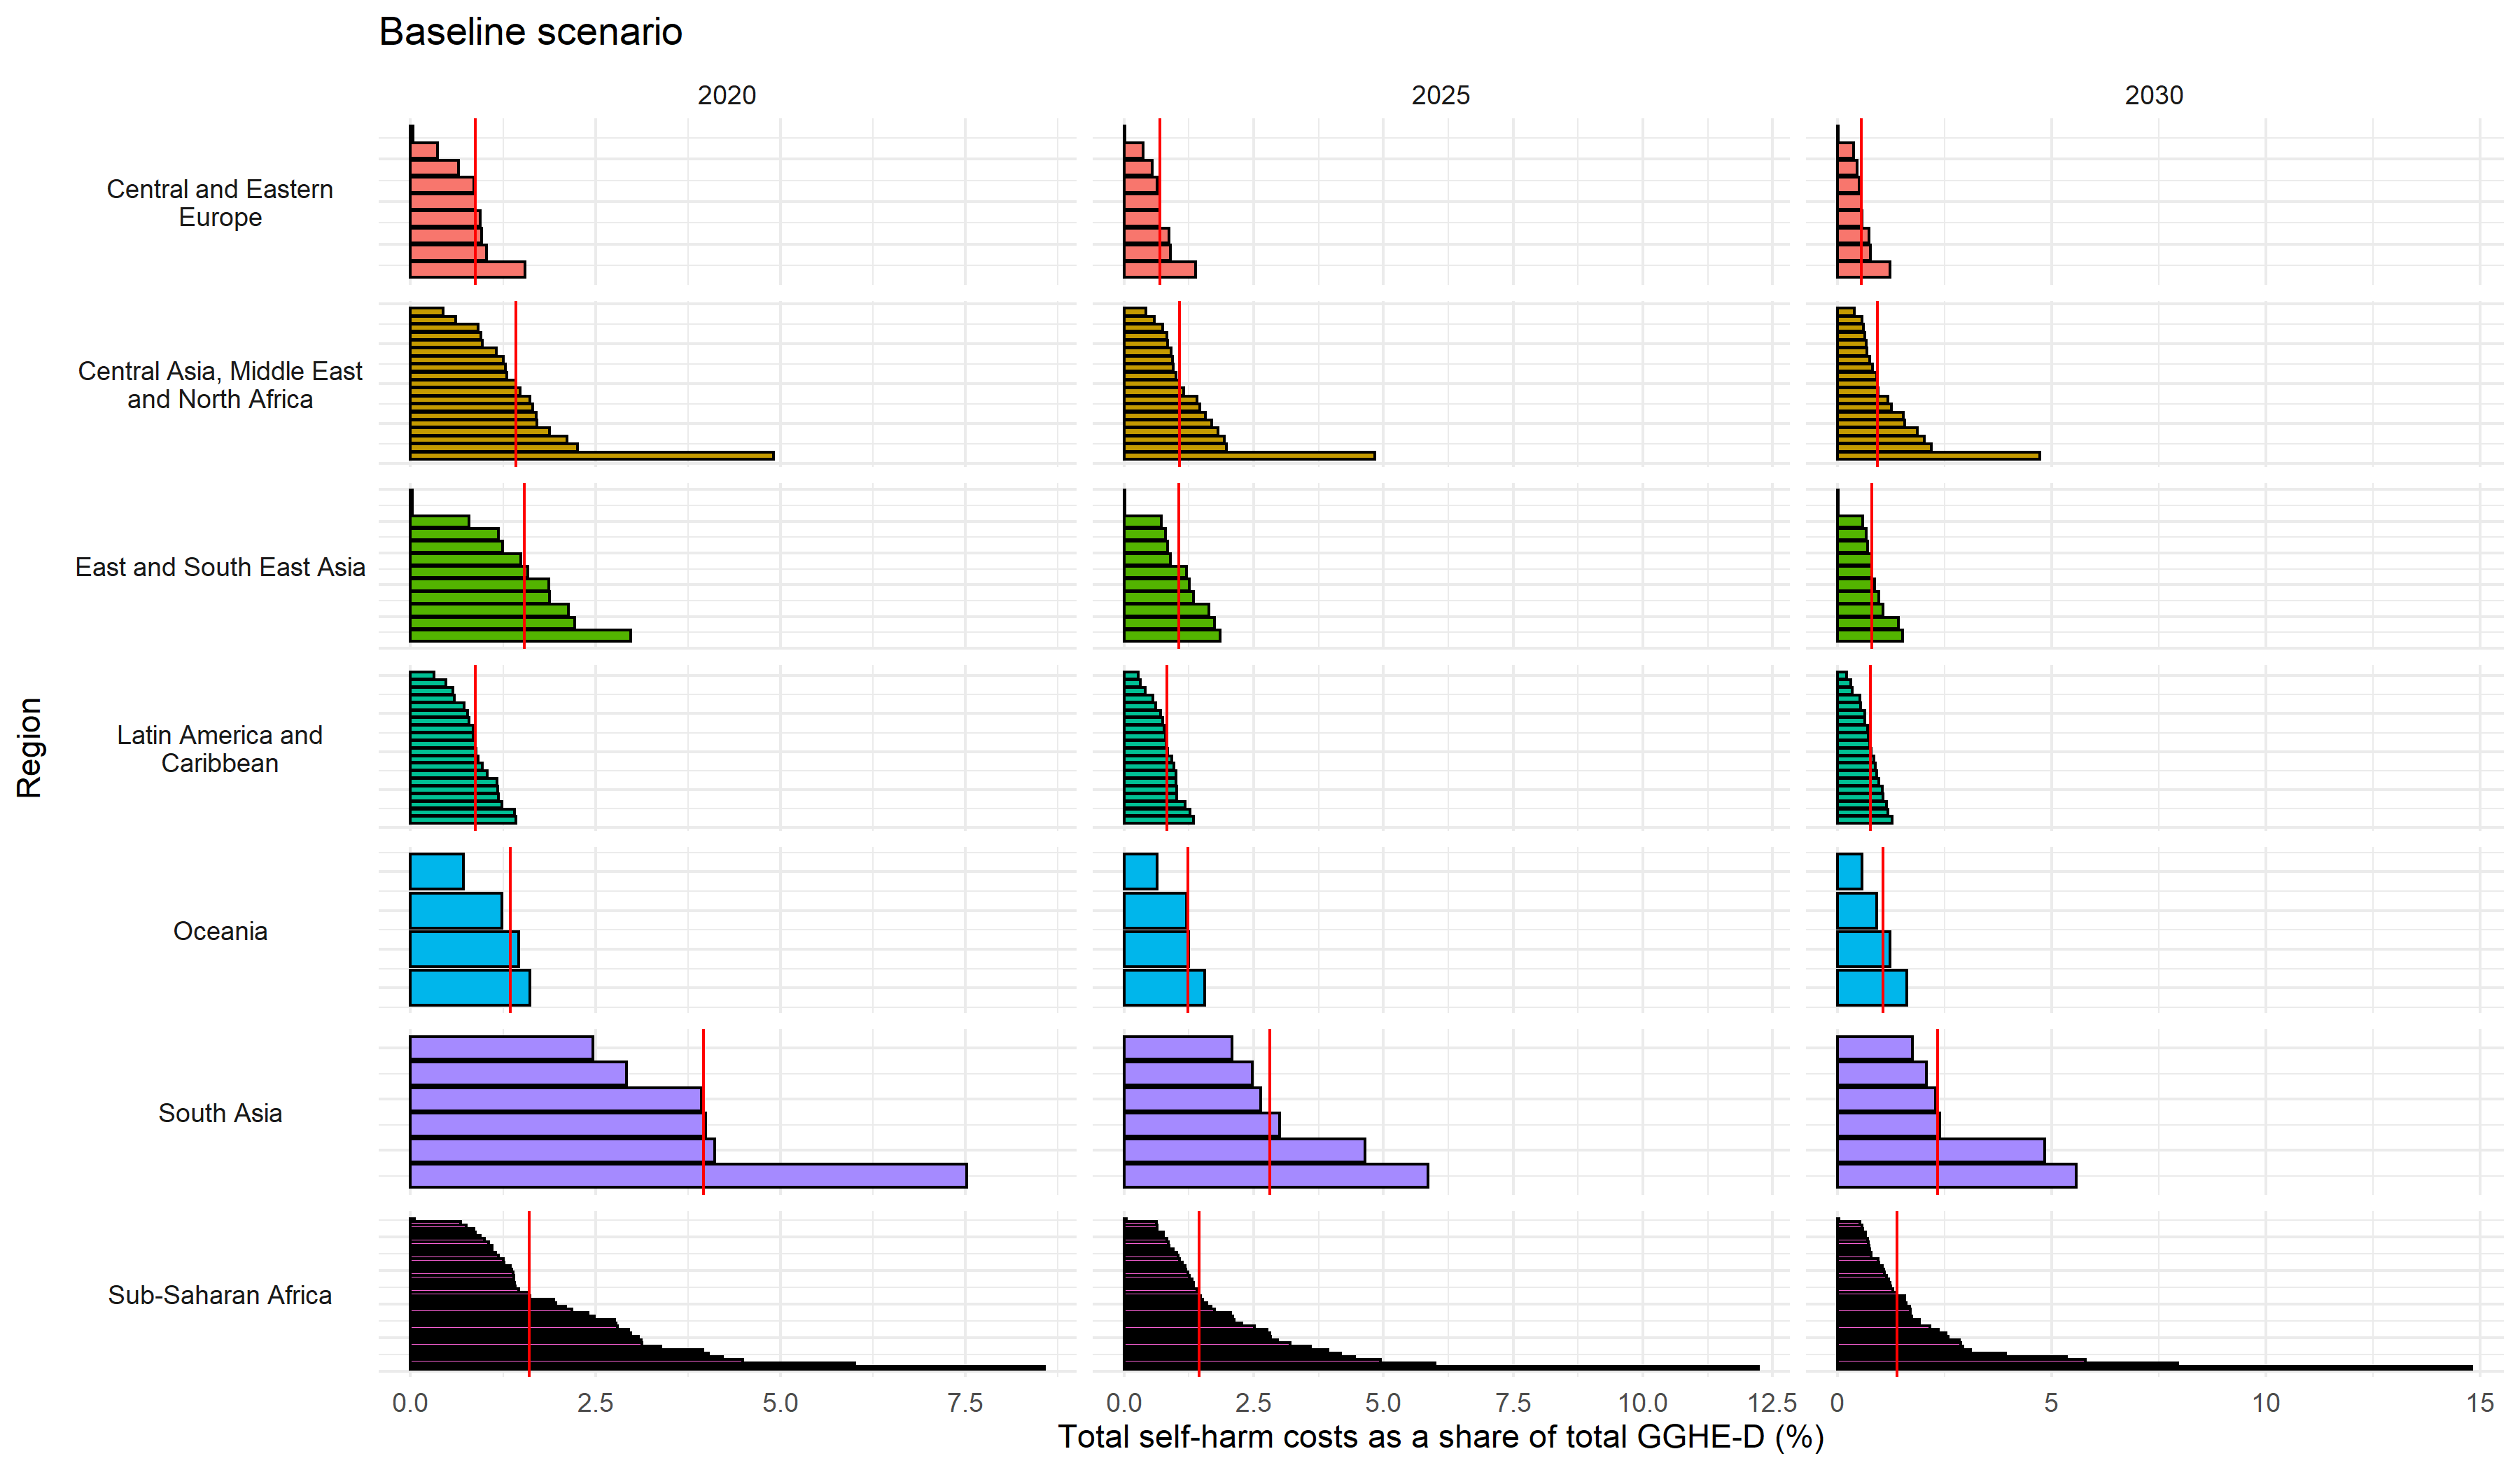 Baseline scenario
2020
2025
2030
Central and Eastern
Europe
Central Asia, Middle East
and North Africa
East and South East Asia
Latin America and
Caribbean
Oceania
South Asia
Sub-Saharan Africa
Region
0.0 2.5 5.0 7.5
0.0 2.5 5.0 7.5 10.0 12.5
0 5 10 15
Total self-harm costs as a share of total GGHE-D (%)